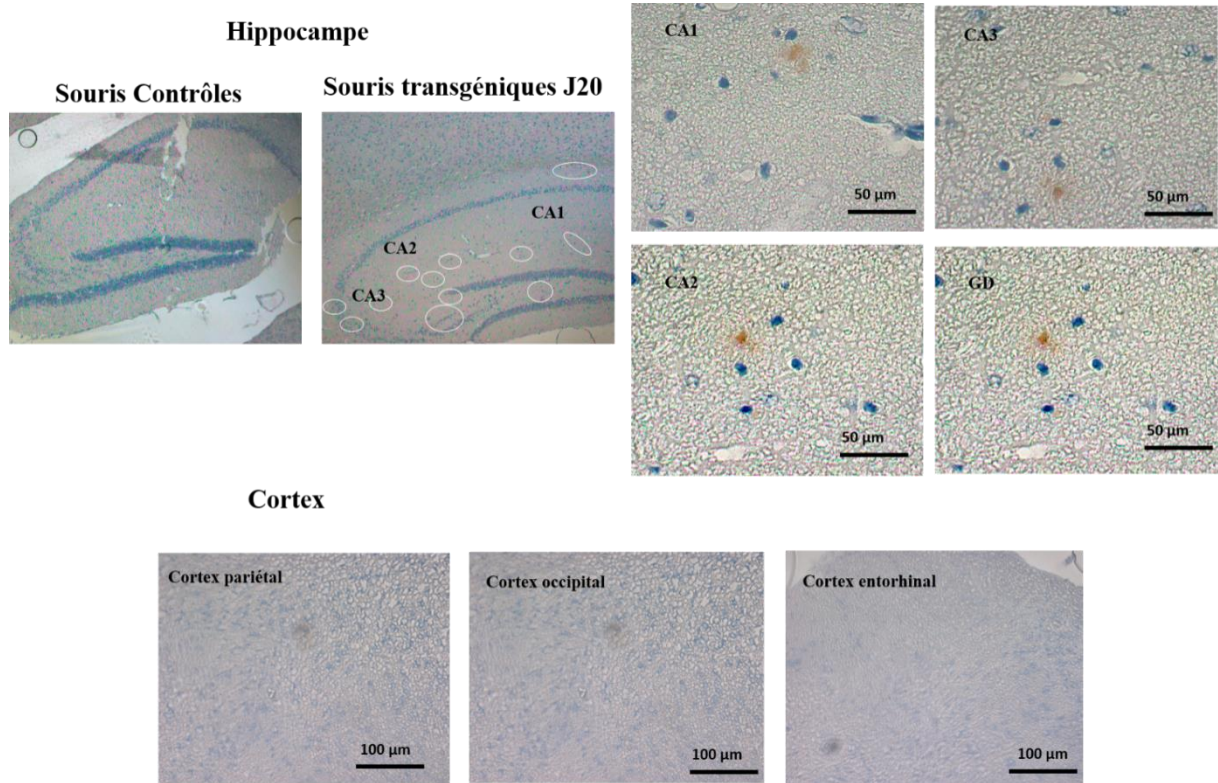 Hippocampe
Souris Contrôles
Souris transgéniques J20
CA1
CA2
CA3
CA1
50 µm
CA3
50 µm
CA2
50 µm
GD
50 µm
Cortex
Cortex pariétal
100 µm
Cortex occipital
100 µm
Cortex entorhinal
100 µm